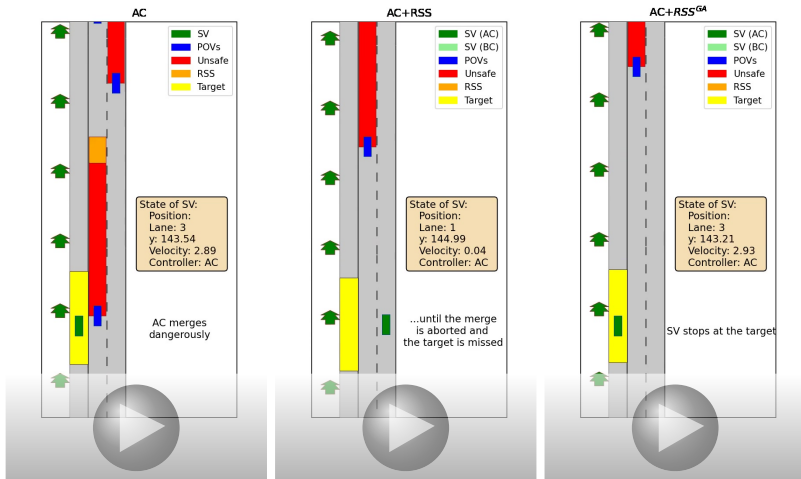 AC
SV
POVs
Unsafe
RSS
Target
State of SV:
Position:
Lane: 3
y: 143.54
Velocity: 2.89
Controller: AC
AC merges
dangerously
AC+RSS
SV (AC)
SV (BC)
POVs
Unsafe
RSS
Target
State of SV:
Position:
Lane: 1
y: 144.99
Velocity: 0.04
Controller: AC
...until the merge
is aborted and
the target is missed
AC+RSS^GA
SV (AC)
SV (BC)
POVs
Unsafe
RSS
Target
State of SV:
Position:
Lane: 3
y: 143.21
Velocity: 2.93
Controller: AC
SV stops at the target